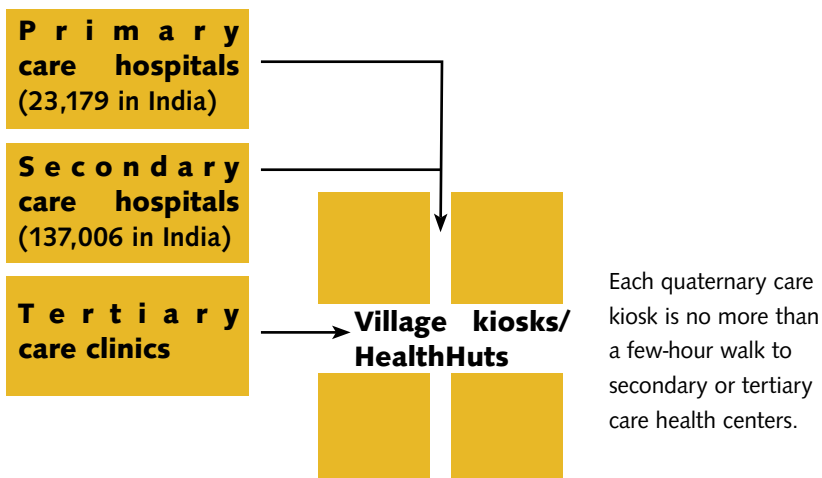 Primary
care hospitals
(23,179 in India)
Secondary
care hospitals
(137,006 in India)
Tertiary
care clinics
Village kiosks/
HealthHuts
Each quaternary care
kiosk is no more than
a few-hour walk to
secondary or tertiary
care health centers.